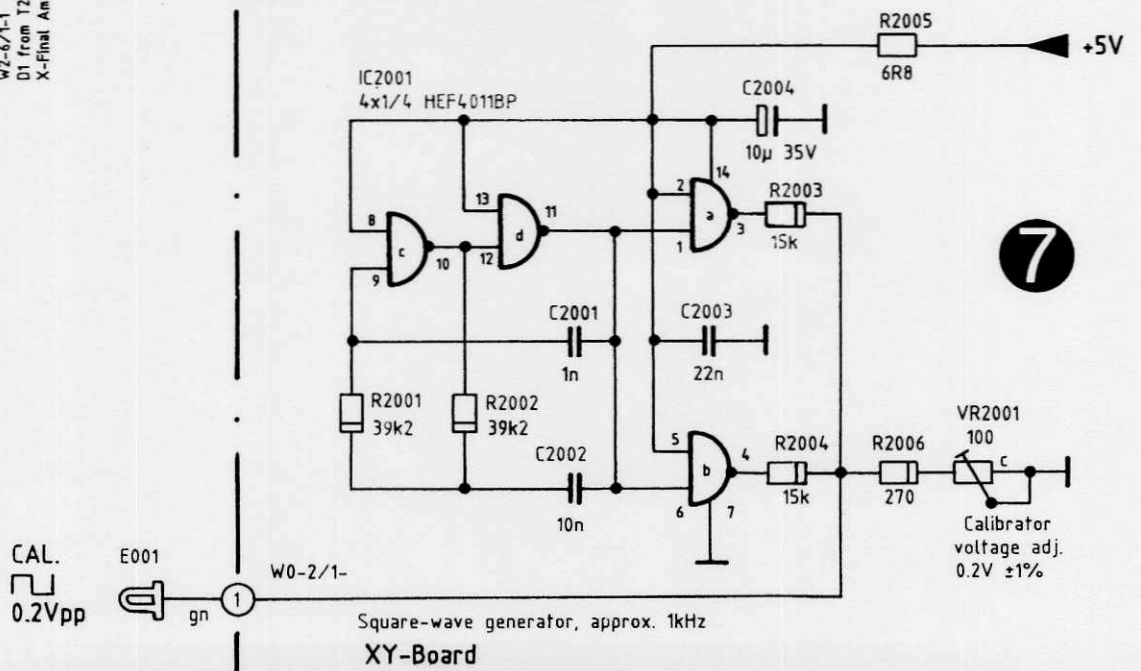 W2-6/1-1
D1 from T2
X-Final Am
R2005
+5V
6R8
IC2001
4x1/4 HEF4011BP
C2004
10µ 35V
14
13
11
2
a
R2003
8
d
3
15k
7
c
10
12
1
9
C2001
C2003
1n
22n
R2001
39k2
R2002
39k2
VR2001
100
C2002
5
b
4
R2004
R2006
c
10n
6
7
15k
270
Calibrator
voltage adj.
0.2V ±1%
CAL.
E001
W0-2/1-
0.2Vpp
gn
1
Square-wave generator, approx. 1kHz
XY-Board